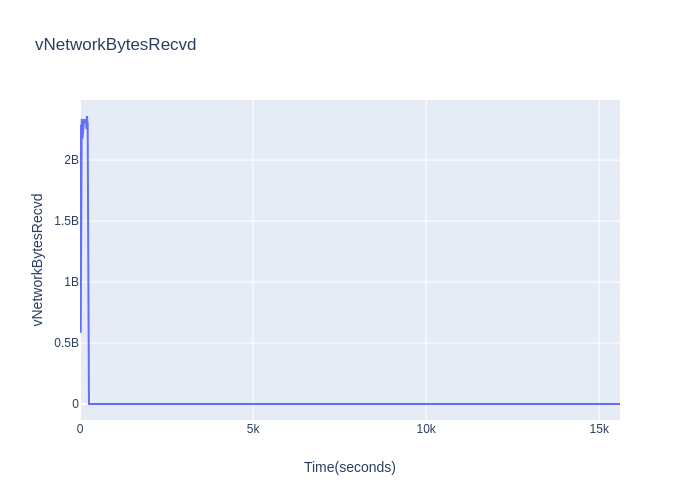 vNetworkBytesRecvd
vNetworkBytesRecvd
2B
1.5B
1B
0.5B
0
0
5k
10k
15k
Time(seconds)